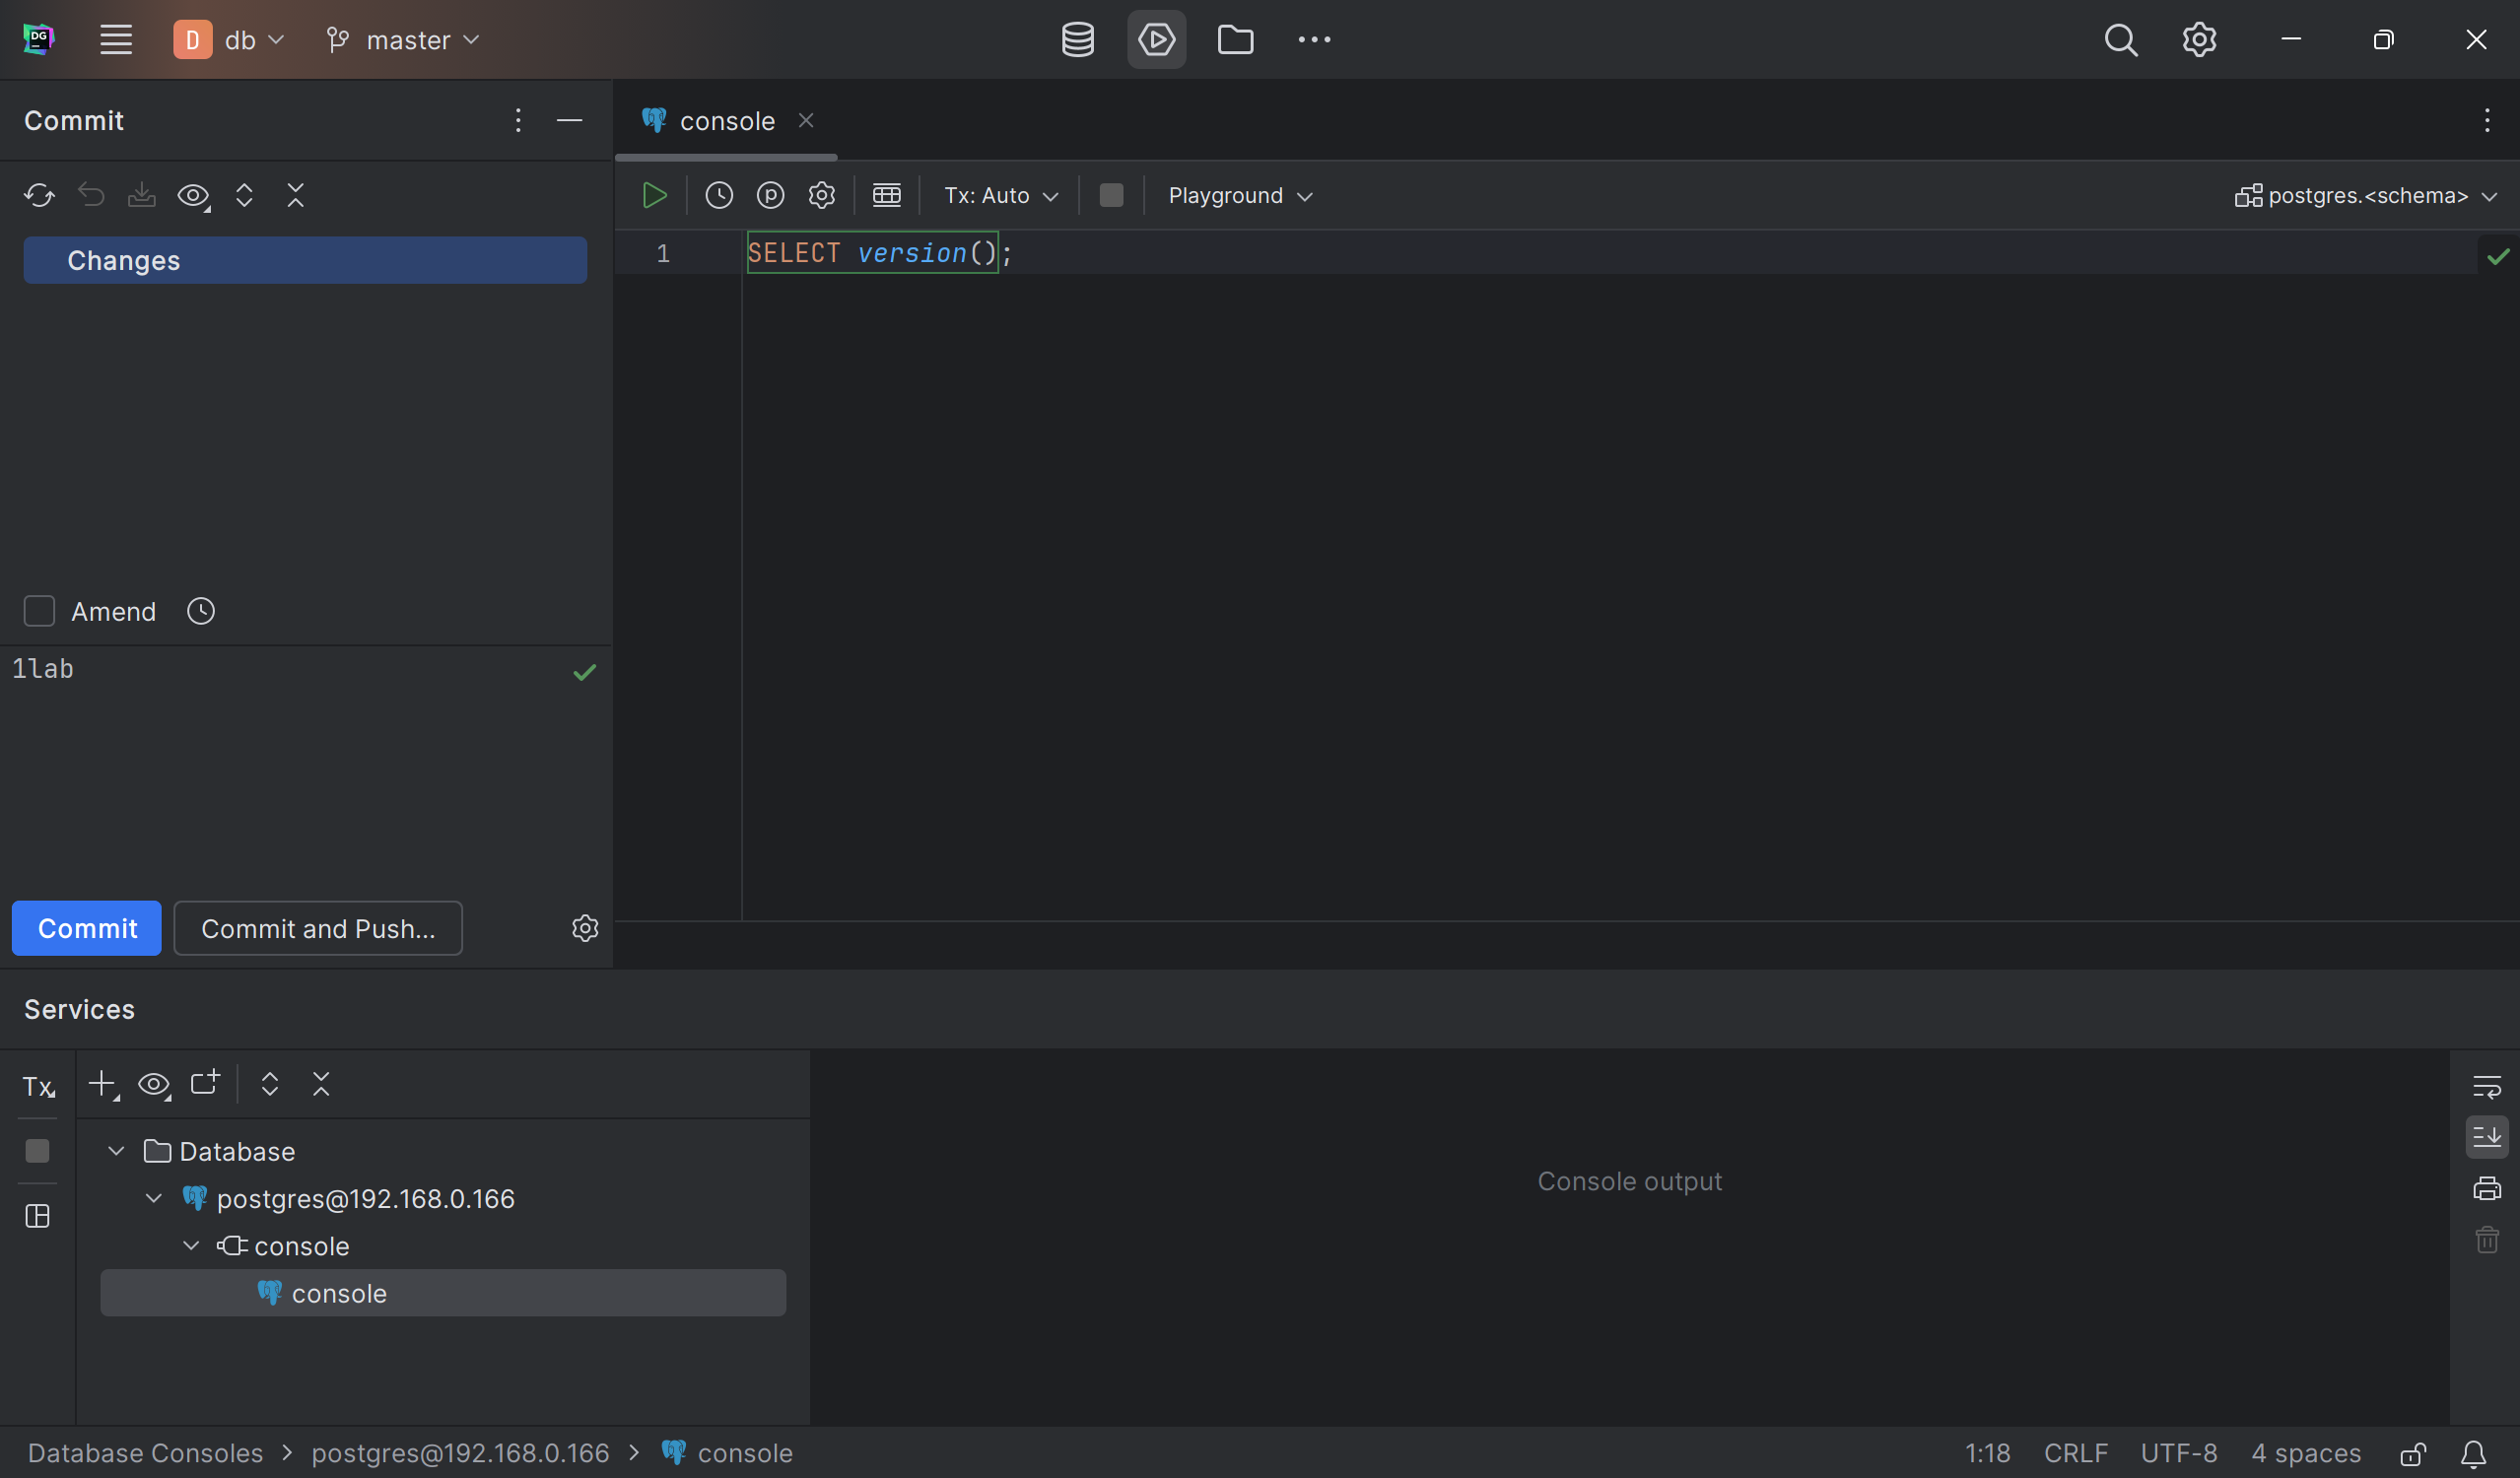 DG
D db master
Commit
console
Tx: Auto Playground postgres.<schema>
Changes
1 SELECT version();
Amend
1lab
Commit Commit and Push...
Services
Tx
Database
postgres@192.168.0.166
console
console
Console output
Database Consoles > postgres@192.168.0.166 > console 1:18 CRLF UTF-8 4 spaces